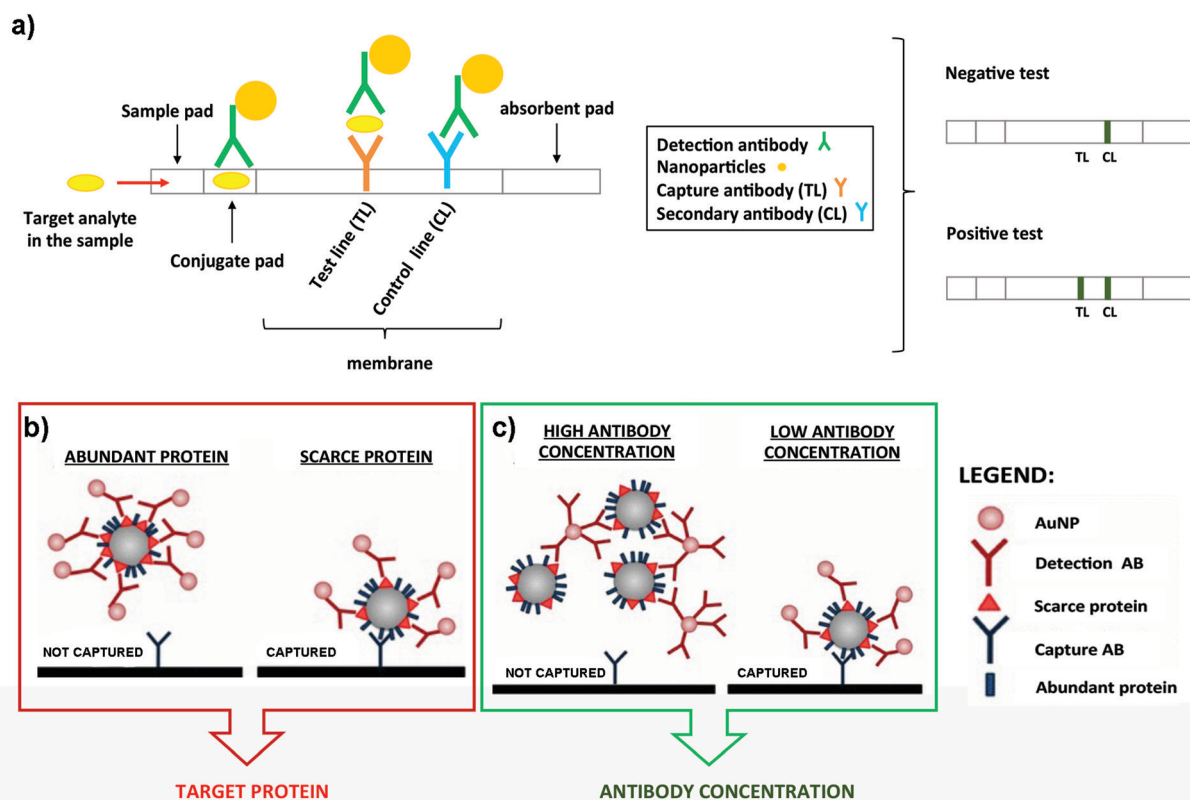 a)
Sample pad
absorbent pad
Target analyte
in the sample
Conjugate pad
Test line (TL)
Control line (CL)
membrane
Detection antibody
Nanoparticles
Capture antibody (TL)
Secondary antibody (CL)
Negative test
TL CL
Positive test
TL CL
b)
ABUNDANT PROTEIN
SCARCE PROTEIN
NOT CAPTURED
CAPTURED
TARGET PROTEIN
c)
HIGH ANTIBODY
CONCENTRATION
LOW ANTIBODY
CONCENTRATION
NOT CAPTURED
CAPTURED
ANTIBODY CONCENTRATION
LEGEND:
AuNP
Detection AB
Scarce protein
Capture AB
Abundant protein